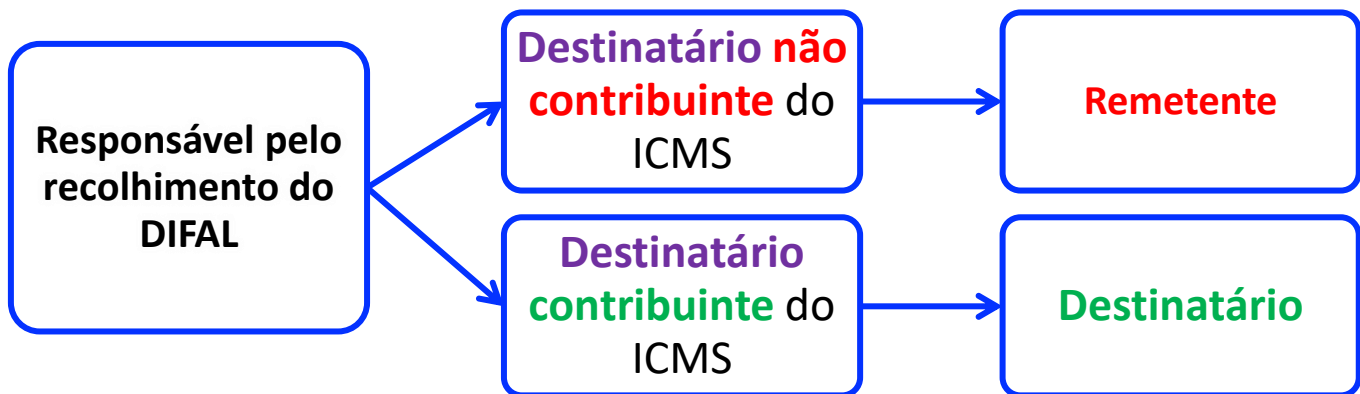 Responsável pelo
recolhimento do
DIFAL
Destinatário não
contribuinte do
ICMS
Remetente
Destinatário
contribuinte do
ICMS
Destinatário